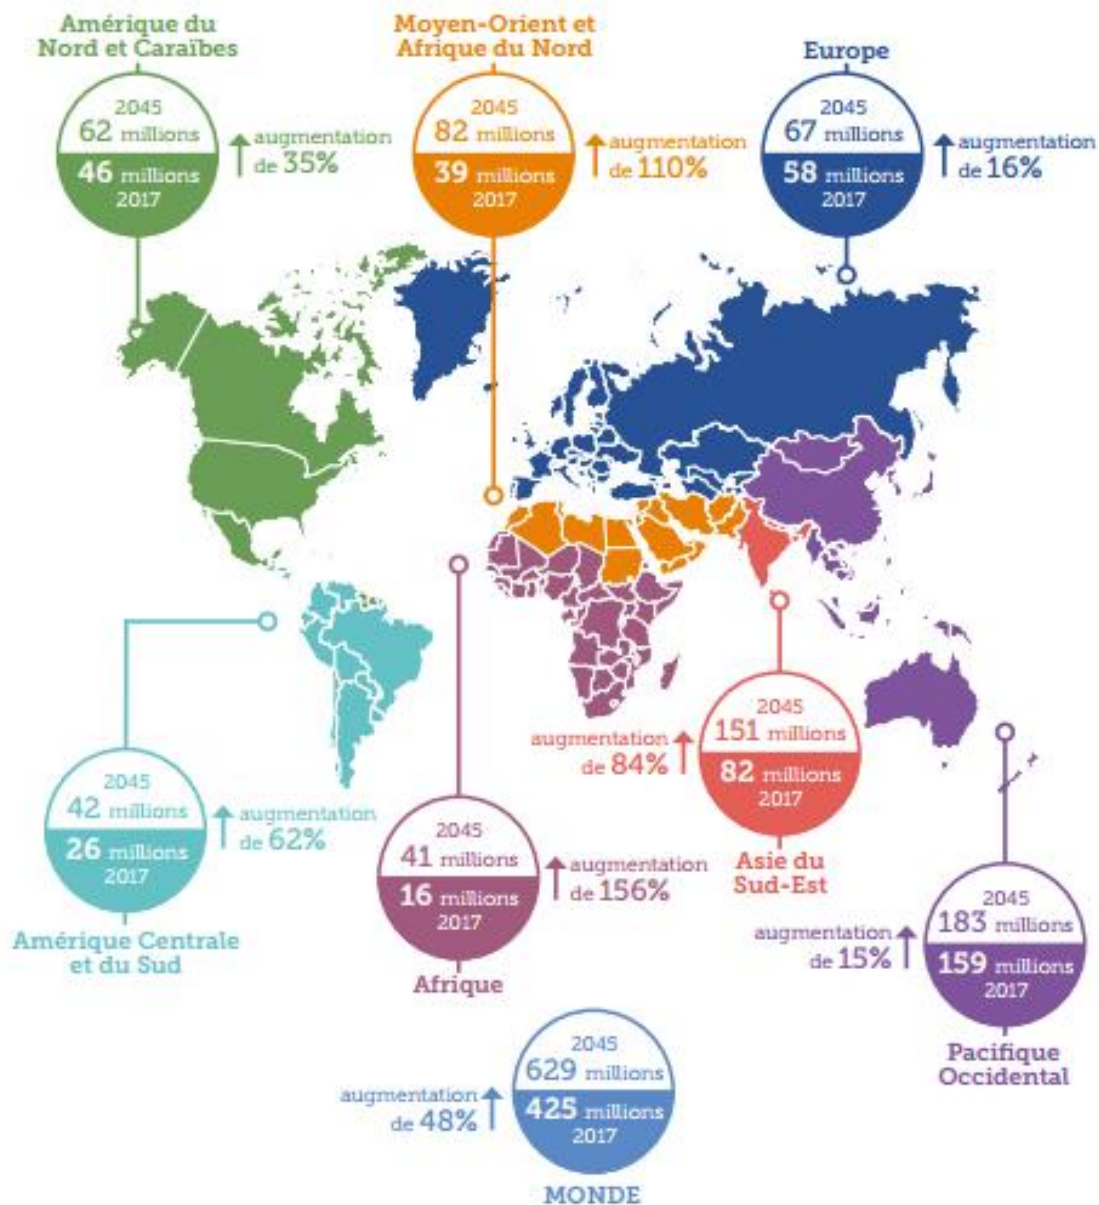 Amérique du
Nord et Caraïbes
2045
62 millions
46 millions
2017
augmentation
de 35%
Moyen-Orient et
Afrique du Nord
2045
82 millions
39 millions
2017
augmentation
de 110%
Europe
2045
67 millions
58 millions
2017
augmentation
de 16%
2045
42 millions
26 millions
2017
augmentation
de 62%
Amérique Centrale
et du Sud
2045
41 millions
16 millions
2017
augmentation
de 156%
Afrique
augmentation
de 84%
2045
151 millions
82 millions
2017
Asie du
Sud-Est
augmentation
de 15%
2045
183 millions
159 millions
2017
Pacifique
Occidental
augmentation
de 48%
2045
629 millions
425 millions
2017
MONDE